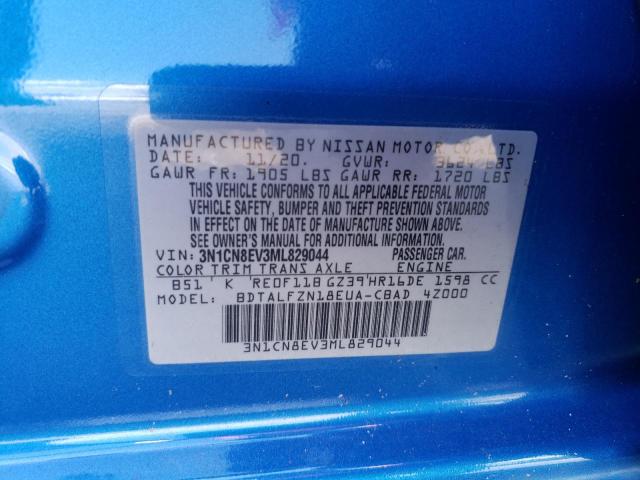 MANUFACTURED BY NISSAN MOTOR CO., LTD.
DATE: 11/20. GVWR: 3624 LBS
GAWR FR: 1905 LBS GAWR RR: 1720 LBS
THIS VEHICLE CONFORMS TO ALL APPLICABLE FEDERAL MOTOR
VEHICLE SAFETY, BUMPER AND THEFT PREVENTION STANDARDS
IN EFFECT ON THE DATE OF MANUFACTURE SHOWN ABOVE.
SEE OWNER'S MANUAL FOR ADDITIONAL INFORMATION.
VIN: 3N1CN8EV3ML829044 PASSENGER CAR.
COLOR TRIM TRANS AXLE ENGINE
B51 K RE0F11B GZ39 HR16DE 1598 CC
MODEL: BDTALFZN18EUA-CBAD 4Z000
3N1CN8EV3ML829044